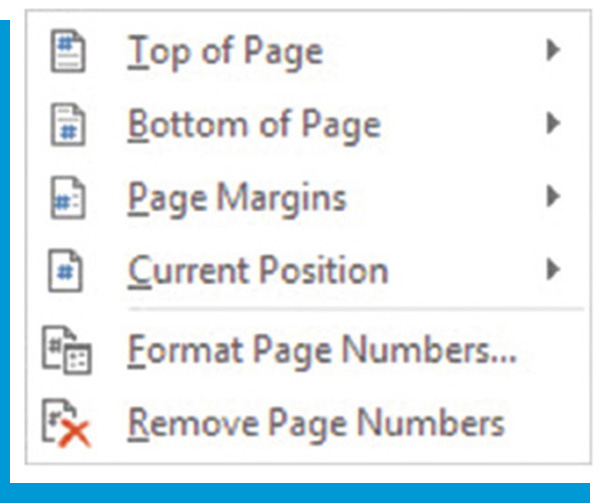 Top of Page
Bottom of Page
Page Margins
Current Position
Format Page Numbers...
Remove Page Numbers